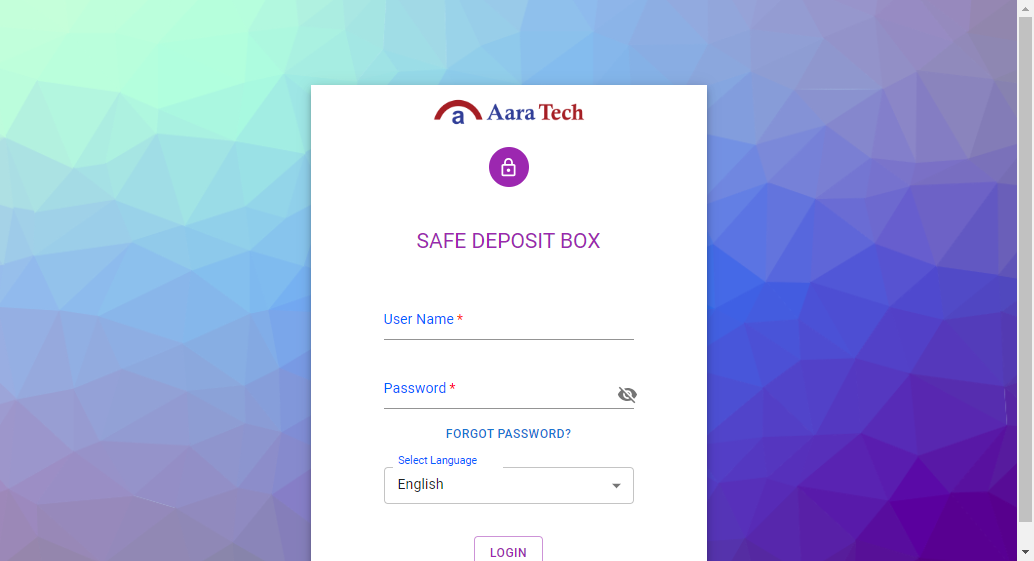 a Aara Tech
SAFE DEPOSIT BOX
User Name *
Password *
FORGOT PASSWORD?
Select Language
English
LOGIN